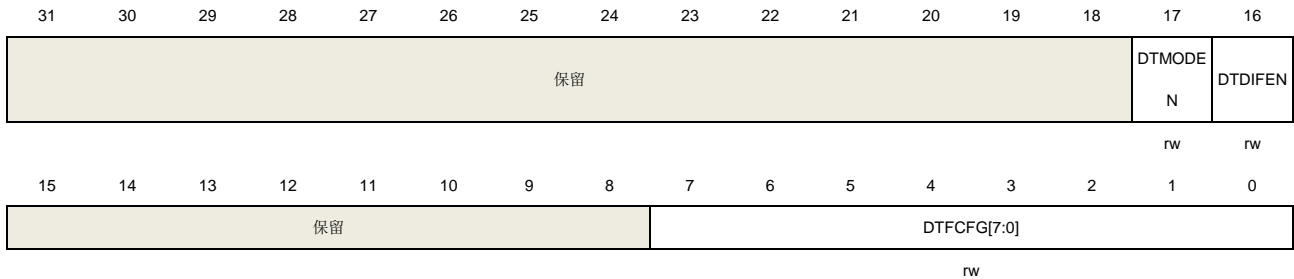 31 30 29 28 27 26 25 24 23 22 21 20 19 18 17 16
保留 DTMODE N DTDIFEN
rw rw
15 14 13 12 11 10 9 8 7 6 5 4 3 2 1 0
保留 DTFCFG[7:0]
rw